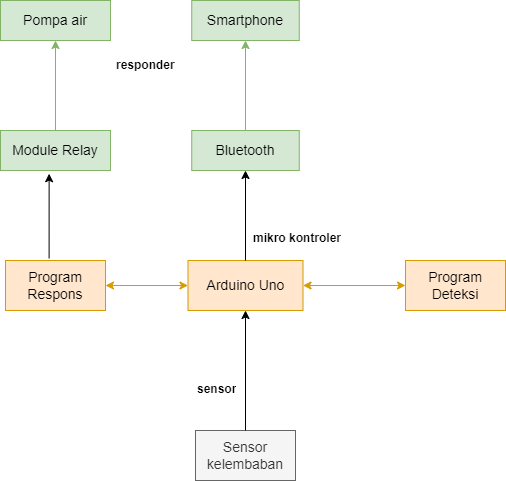 Pompa air
Smartphone
responder
Module Relay
Bluetooth
mikro kontroler
Program
Respons
Arduino Uno
Program
Deteksi
sensor
Sensor
kelembaban